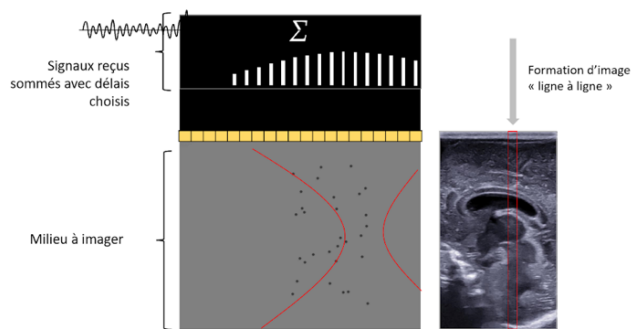 Σ
Signaux reçus
sommés avec délais
choisis
Formation d'image
« ligne à ligne »
Milieu à imager